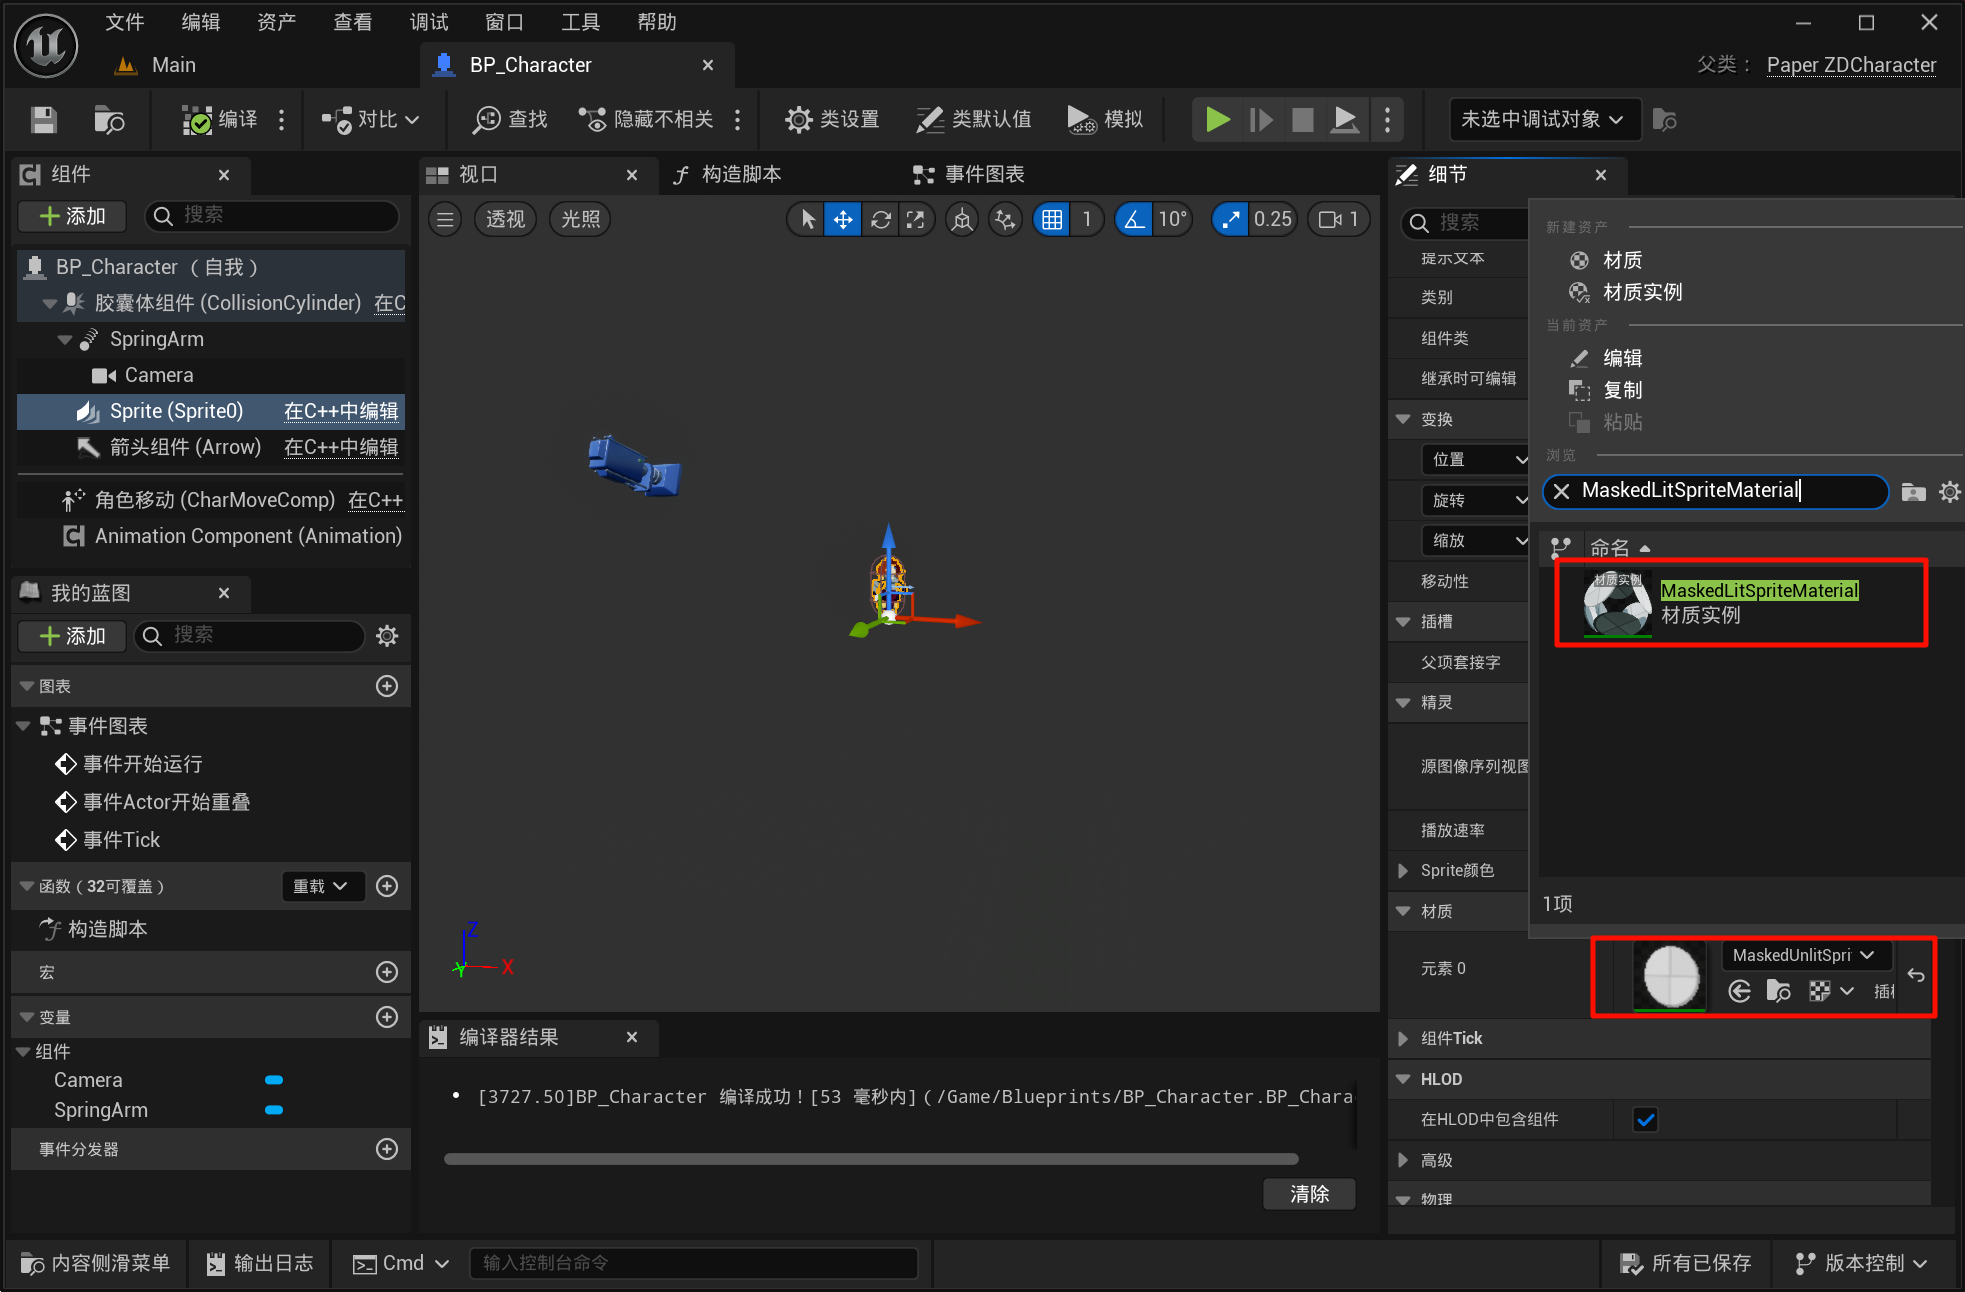 文件 编辑 资产 查看 调试 窗口 工具 帮助
Main
BP_Character
父类： Paper ZDCharacter
编译
对比
查找
隐藏不相关
类设置
类默认值
模拟
未选中调试对象
组件
添加
搜索
BP_Character （自我）
胶囊体组件 (CollisionCylinder) 在C
SpringArm
Camera
Sprite (Sprite0) 在C++中编辑
箭头组件 (Arrow) 在C++中编辑
角色移动 (CharMoveComp) 在C++
Animation Component (Animation)
我的蓝图
添加
搜索
图表
事件图表
事件开始运行
事件Actor开始重叠
事件Tick
函数（32可覆盖）
重载
构造脚本
宏
变量
组件
Camera
SpringArm
事件分发器
视口
构造脚本
事件图表
透视
光照
1
10°
0.25
1
Z
Y
X
编译器结果
[3727.50]BP_Character 编译成功！[53 毫秒内]（/Game/Blueprints/BP_Character.BP_Chara
清除
细节
搜索
提示文本
类别
组件类
继承时可编辑
变换
位置
旋转
缩放
移动性
插槽
父项套接字
精灵
源图像序列视图
播放速率
Sprite颜色
材质
元素 0
MaskedUnlitSpri
插
组件Tick
HLOD
在HLOD中包含组件
高级
物理
新建资产
材质
材质实例
当前资产
编辑
复制
粘贴
浏览
MaskedLitSpriteMaterial
命名
材质实例
MaskedLitSpriteMaterial
材质实例
1项
内容侧滑菜单
输出日志
Cmd
输入控制台命令
所有已保存
版本控制